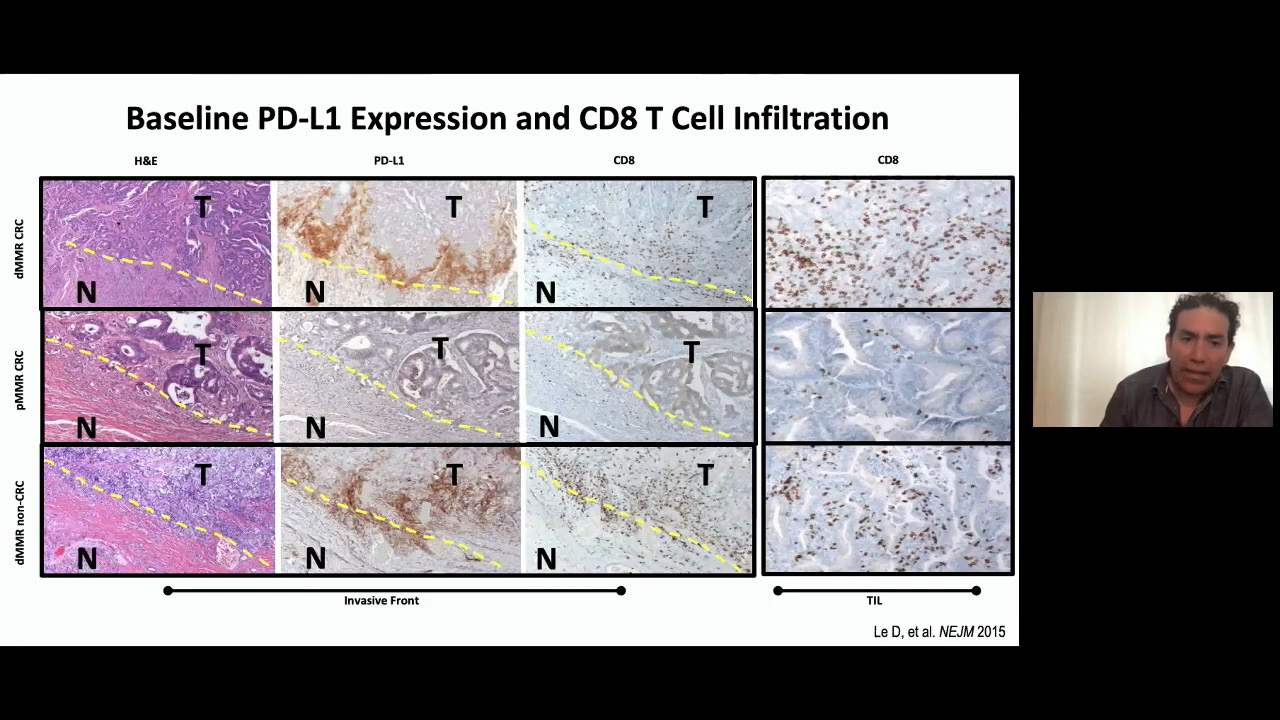 Baseline PD-L1 Expression and CD8 T Cell Infiltration
H&E PD-L1 CD8 CD8
dMMR CRC
T T T
N N N
pMMR CRC
T T T
N N N
dMMR non-CRC
T T T
N N N
Invasive Front TIL
Le D, et al. NEJM 2015